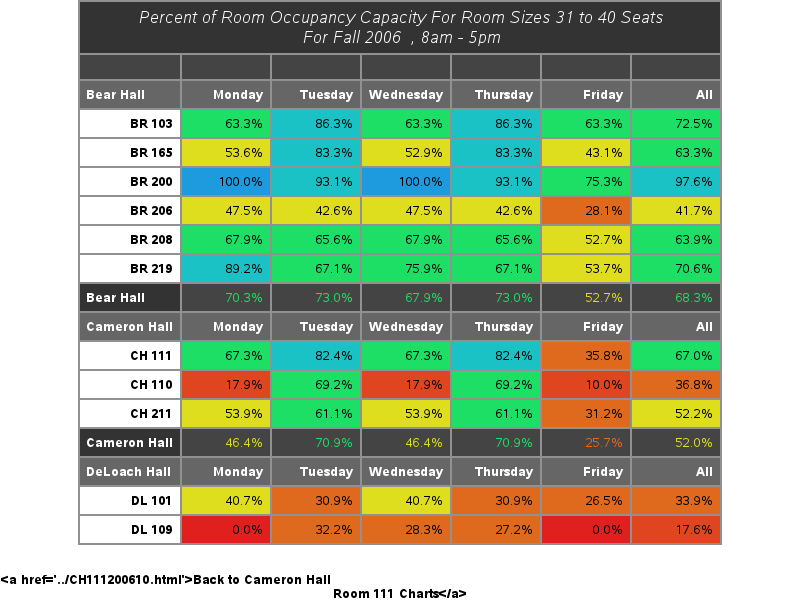 Percent of Room Occupancy Capacity For Room Sizes 31 to 40 Seats
For Fall 2006 , 8am - 5pm
Bear Hall Monday Tuesday Wednesday Thursday Friday All
BR 103 63.3% 86.3% 63.3% 86.3% 63.3% 72.5%
BR 165 53.6% 83.3% 52.9% 83.3% 43.1% 63.3%
BR 200 100.0% 93.1% 100.0% 93.1% 75.3% 97.6%
BR 206 47.5% 42.6% 47.5% 42.6% 28.1% 41.7%
BR 208 67.9% 65.6% 67.9% 65.6% 52.7% 63.9%
BR 219 89.2% 67.1% 75.9% 67.1% 53.7% 70.6%
Bear Hall 70.3% 73.0% 67.9% 73.0% 52.7% 68.3%
Cameron Hall Monday Tuesday Wednesday Thursday Friday All
CH 111 67.3% 82.4% 67.3% 82.4% 35.8% 67.0%
CH 110 17.9% 69.2% 17.9% 69.2% 10.0% 36.8%
CH 211 53.9% 61.1% 53.9% 61.1% 31.2% 52.2%
Cameron Hall 46.4% 70.9% 46.4% 70.9% 25.7% 52.0%
DeLoach Hall Monday Tuesday Wednesday Thursday Friday All
DL 101 40.7% 30.9% 40.7% 30.9% 26.5% 33.9%
DL 109 0.0% 32.2% 28.3% 27.2% 0.0% 17.6%
<a href='../CH111200610.html'>Back to Cameron Hall
Room 111 Charts</a>